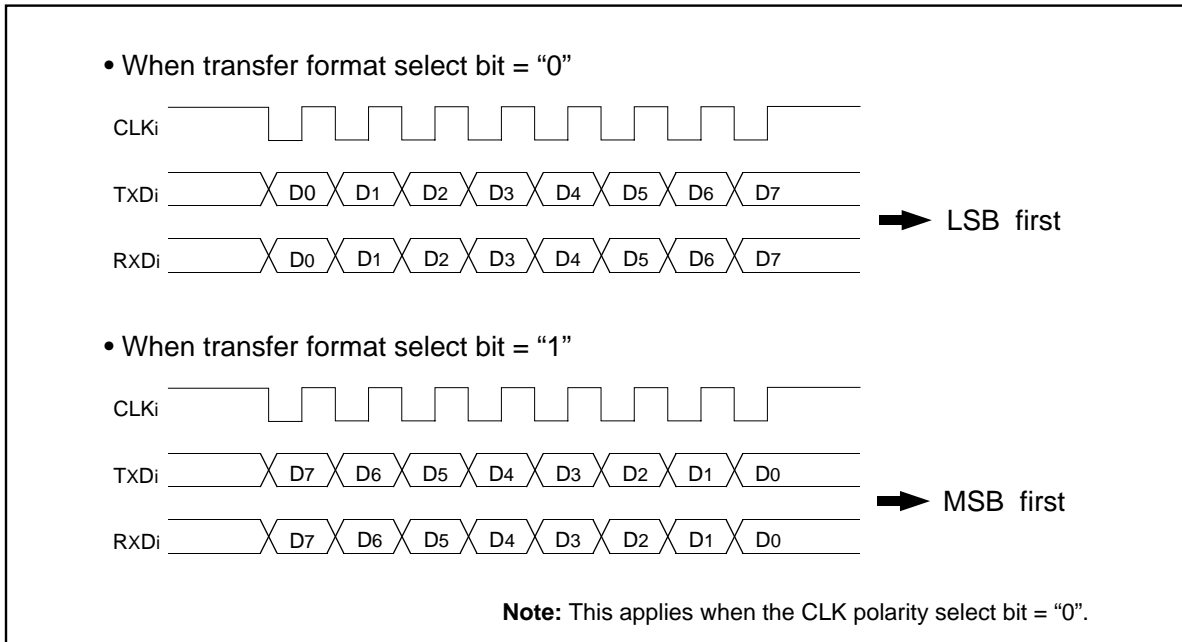 • When transfer format select bit = “0”
CLKi
TXDi D0 D1 D2 D3 D4 D5 D6 D7
RXDi D0 D1 D2 D3 D4 D5 D6 D7
LSB first
• When transfer format select bit = “1”
CLKi
TXDi D7 D6 D5 D4 D3 D2 D1 D0
RXDi D7 D6 D5 D4 D3 D2 D1 D0
MSB first
Note: This applies when the CLK polarity select bit = “0”.